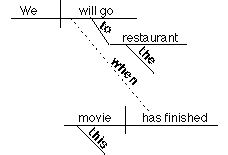 We will go
to
restaurant
the
when
movie has finished
this